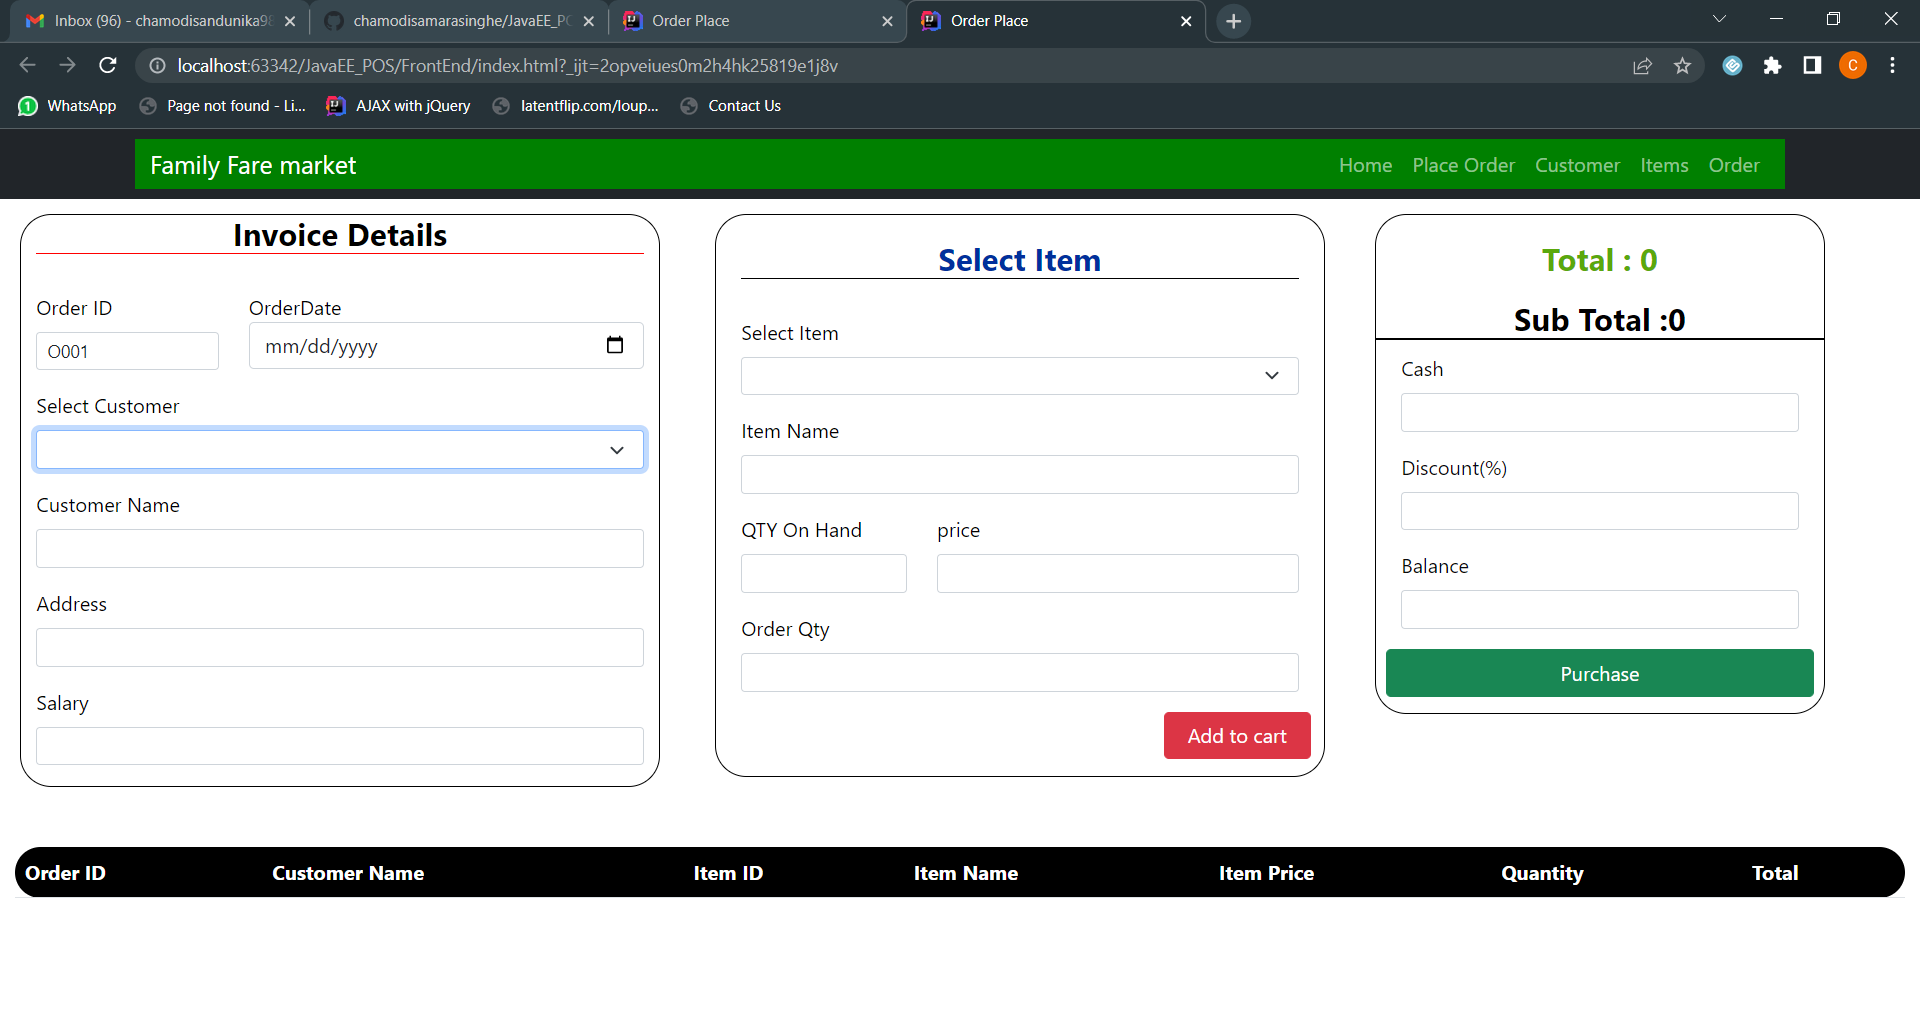 Inbox (96) - chamodisandunika98
chamodisamarasinghe/JavaEE_PO
Order Place
Order Place
localhost:63342/JavaEE_POS/FrontEnd/index.html?_ijt=2opveiues0m2h4hk25819e1j8v
C
WhatsApp
Page not found - Li...
AJAX with jQuery
latentflip.com/loup...
Contact Us
Family Fare market
Home Place Order Customer Items Order
Invoice Details
Order ID
OrderDate
O001
mm/dd/yyyy
Select Customer
Customer Name
Address
Salary
Select Item
Select Item
Item Name
QTY On Hand
price
Order Qty
Add to cart
Total : 0
Sub Total :0
Cash
Discount(%)
Balance
Purchase
Order ID Customer Name Item ID Item Name Item Price Quantity Total